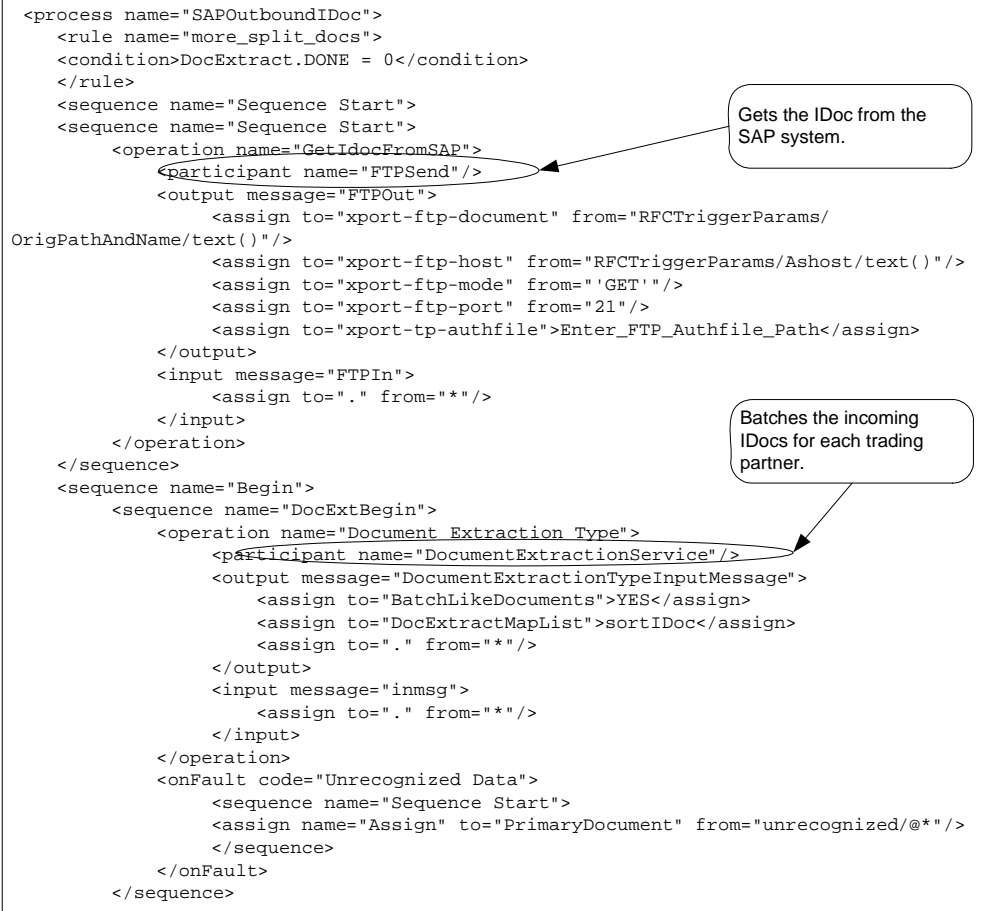 <process name="SAPOutboundIDoc">
<rule name="more_split_docs">
<condition>DocExtract.DONE = 0</condition>
</rule>
<sequence name="Sequence Start">
<sequence name="Sequence Start">
<operation name="GetIdocFromSAP">
<participant name="FTPSend"/>
<output message="FTPOut">
<assign to="xport-ftp-document" from="RFCTriggerParams/
OrigPathAndName/text()"/>
<assign to="xport-ftp-host" from="RFCTriggerParams/Ashost/text()"/>
<assign to="xport-ftp-mode" from="'GET'"/>
<assign to="xport-ftp-port" from="21"/>
<assign to="xport-tp-authfile">Enter_FTP_Authfile_Path</assign>
</output>
<input message="FTPIn">
<assign to="." from="*"/>
</input>
</operation>
</sequence>
<sequence name="Begin">
<sequence name="DocExtBegin">
<operation name="Document Extraction Type">
<participant name="DocumentExtractionService"/>
<output message="DocumentExtractionTypeInputMessage">
<assign to="BatchLikeDocuments">YES</assign>
<assign to="DocExtractMapList">sortIDoc</assign>
<assign to="." from="*"/>
</output>
<input message="inmsg">
<assign to="." from="*"/>
</input>
</operation>
<onFault code="Unrecognized Data">
<sequence name="Sequence Start">
<assign name="Assign" to="PrimaryDocument" from="unrecognized/@*"/>
</sequence>
</onFault>
</sequence>
Gets the IDoc from the
SAP system.
Batches the incoming
IDocs for each trading
partner.